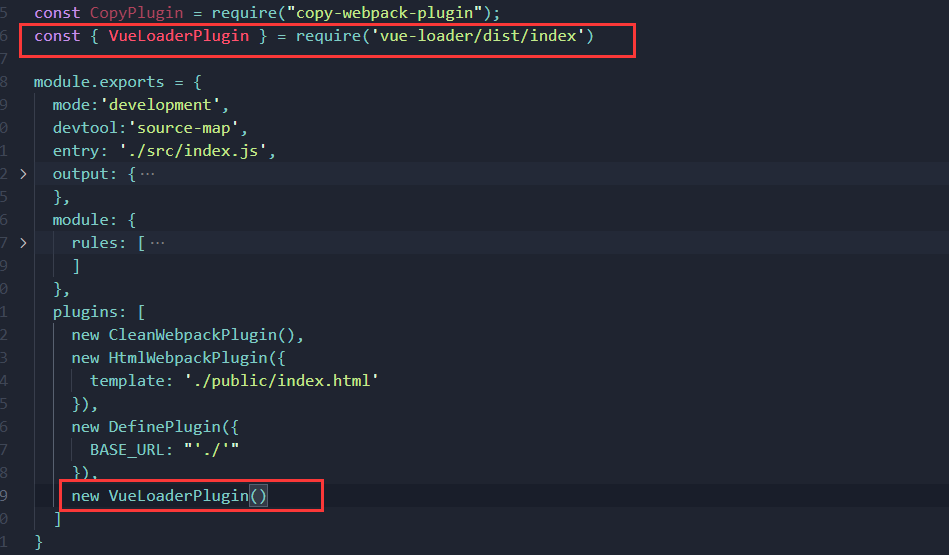 5 const CopyPlugin = require("copy-webpack-plugin");
6 const { VueLoaderPlugin } = require('vue-loader/dist/index')
7
8 module.exports = {
9 mode:'development',
0 devtool:'source-map',
1 entry: './src/index.js',
2 > output: { ···
5 },
6 module: {
7 > rules: [ ···
9 ]
0 },
1 plugins: [
2 new CleanWebpackPlugin(),
3 new HtmlWebpackPlugin({
4 template: './public/index.html'
5 }),
6 new DefinePlugin({
7 BASE_URL: "'./'"
8 }),
9 new VueLoaderPlugin()
0 ]
1 }